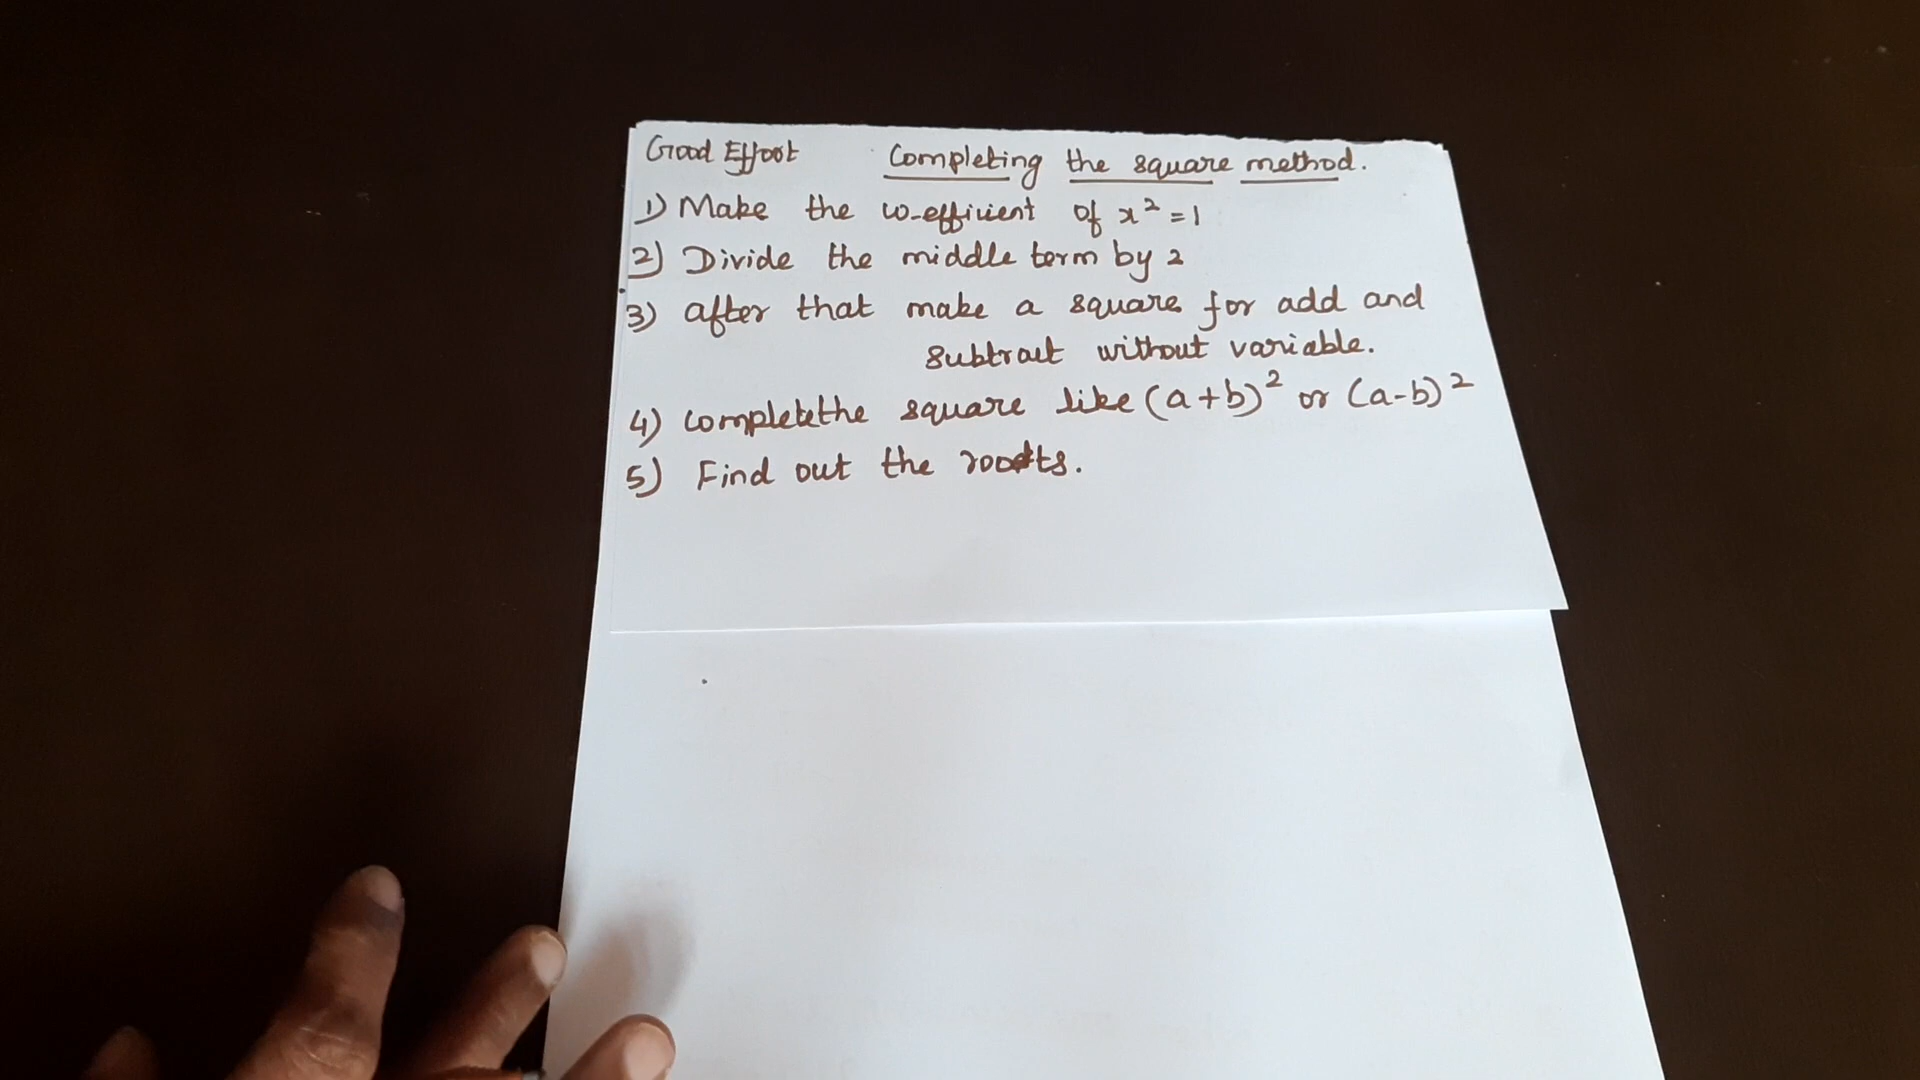 Good Effort Completing the square method.
1) Make the co-efficient of x² = 1
2) Divide the middle term by 2
3) after that make a square for add and
subtract without variable.
4) complete the square like (a+b)² or (a-b)²
5) Find out the roots.